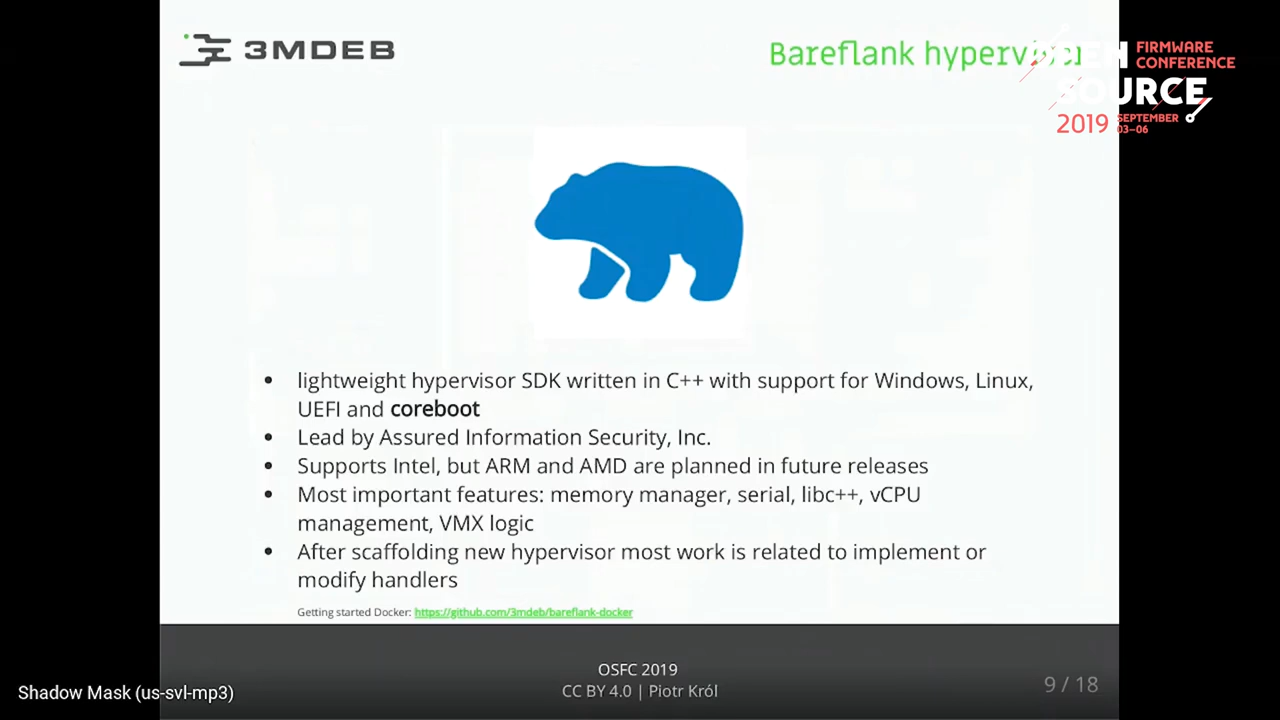 3MDEB
Bareflank hypervisor
OPEN
SOURCE
FIRMWARE
CONFERENCE
2019
SEPTEMBER
03–06
• lightweight hypervisor SDK written in C++ with support for Windows, Linux,
UEFI and coreboot
• Lead by Assured Information Security, Inc.
• Supports Intel, but ARM and AMD are planned in future releases
• Most important features: memory manager, serial, libc++, vCPU
management, VMX logic
• After scaffolding new hypervisor most work is related to implement or
modify handlers
Getting started Docker: https://github.com/3mdeb/bareflank-docker
OSFC 2019
CC BY 4.0 | Piotr Król
9 / 18
Shadow Mask (us-svl-mp3)